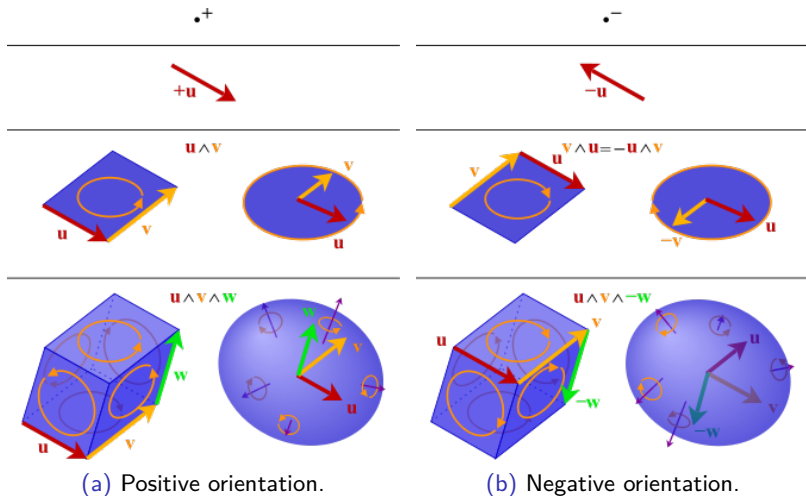 •+ •−
+u −u
u∧v v∧u=−u∧v
v v u
u v u −v u
u∧v∧w u∧v∧−w
w v u v u
w −w
u v u −w v
(a) Positive orientation. (b) Negative orientation.